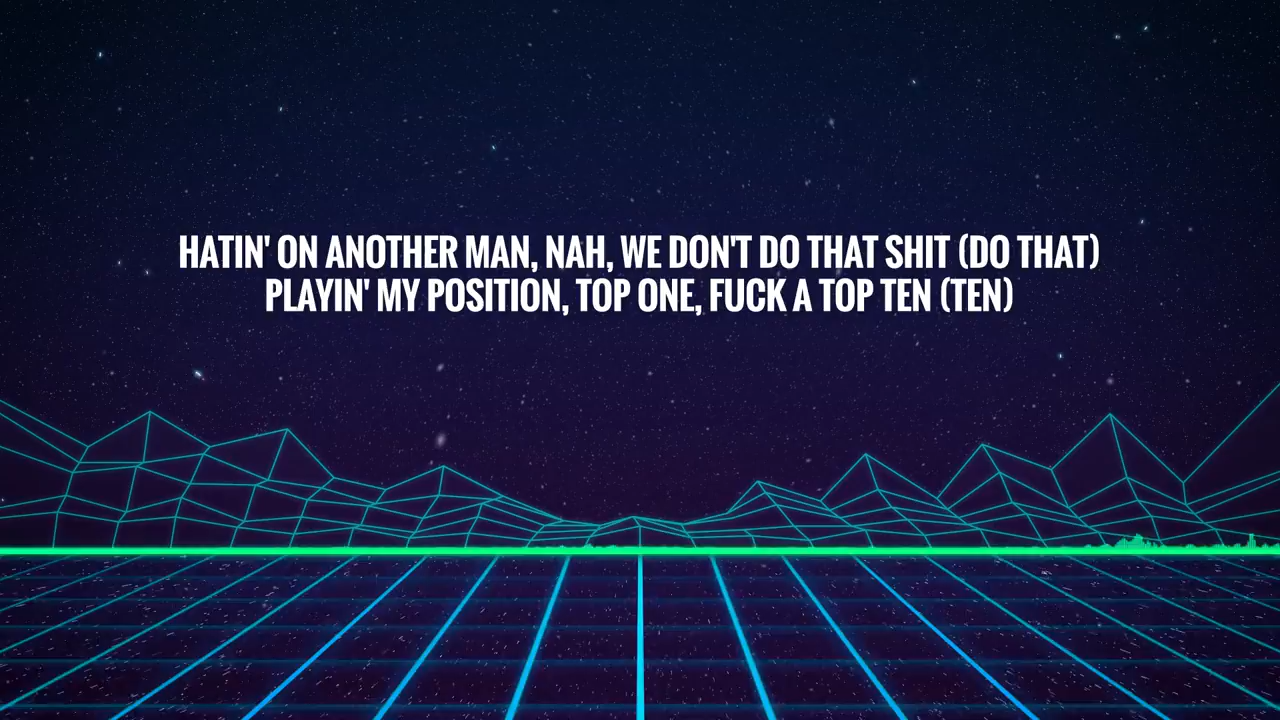 HATIN' ON ANOTHER MAN, NAH, WE DON'T DO THAT SHIT (DO THAT)
PLAYIN' MY POSITION, TOP ONE, FUCK A TOP TEN (TEN)